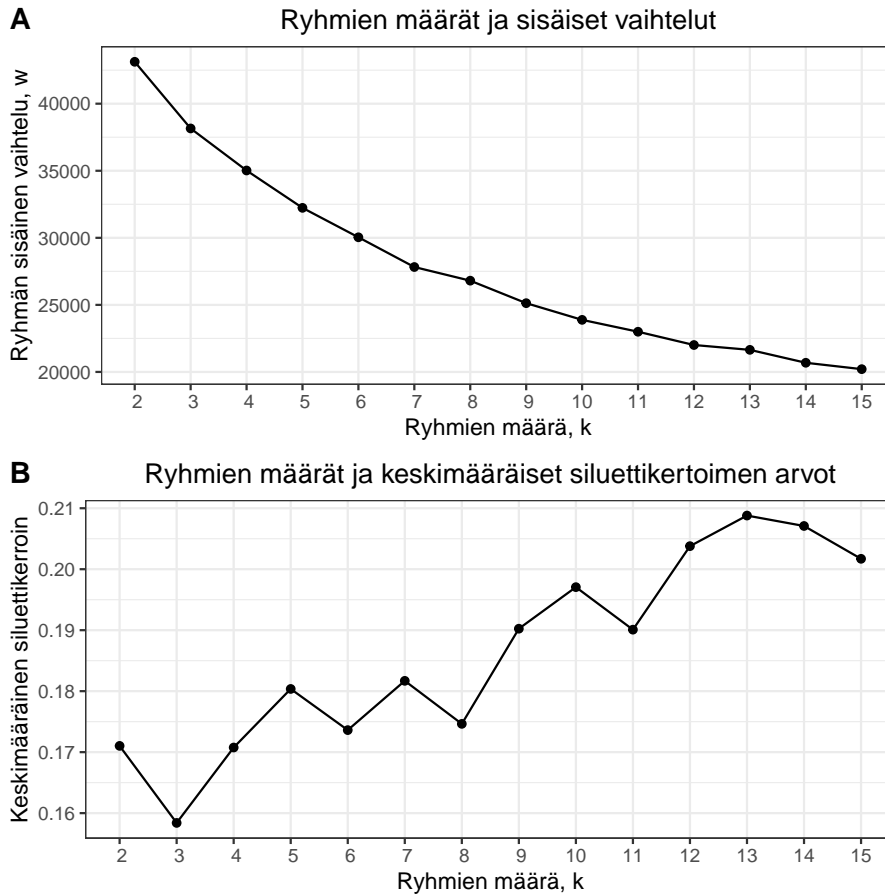 A
Ryhmien määrät ja sisäiset vaihtelut
Ryhmän sisäinen vaihtelu, w
40000
35000
30000
25000
20000
2 3 4 5 6 7 8 9 10 11 12 13 14 15
Ryhmien määrä, k
B
Ryhmien määrät ja keskimääräiset siluettikertoimen arvot
Keskimääräinen siluettikerroin
0.21
0.20
0.19
0.18
0.17
0.16
2 3 4 5 6 7 8 9 10 11 12 13 14 15
Ryhmien määrä, k